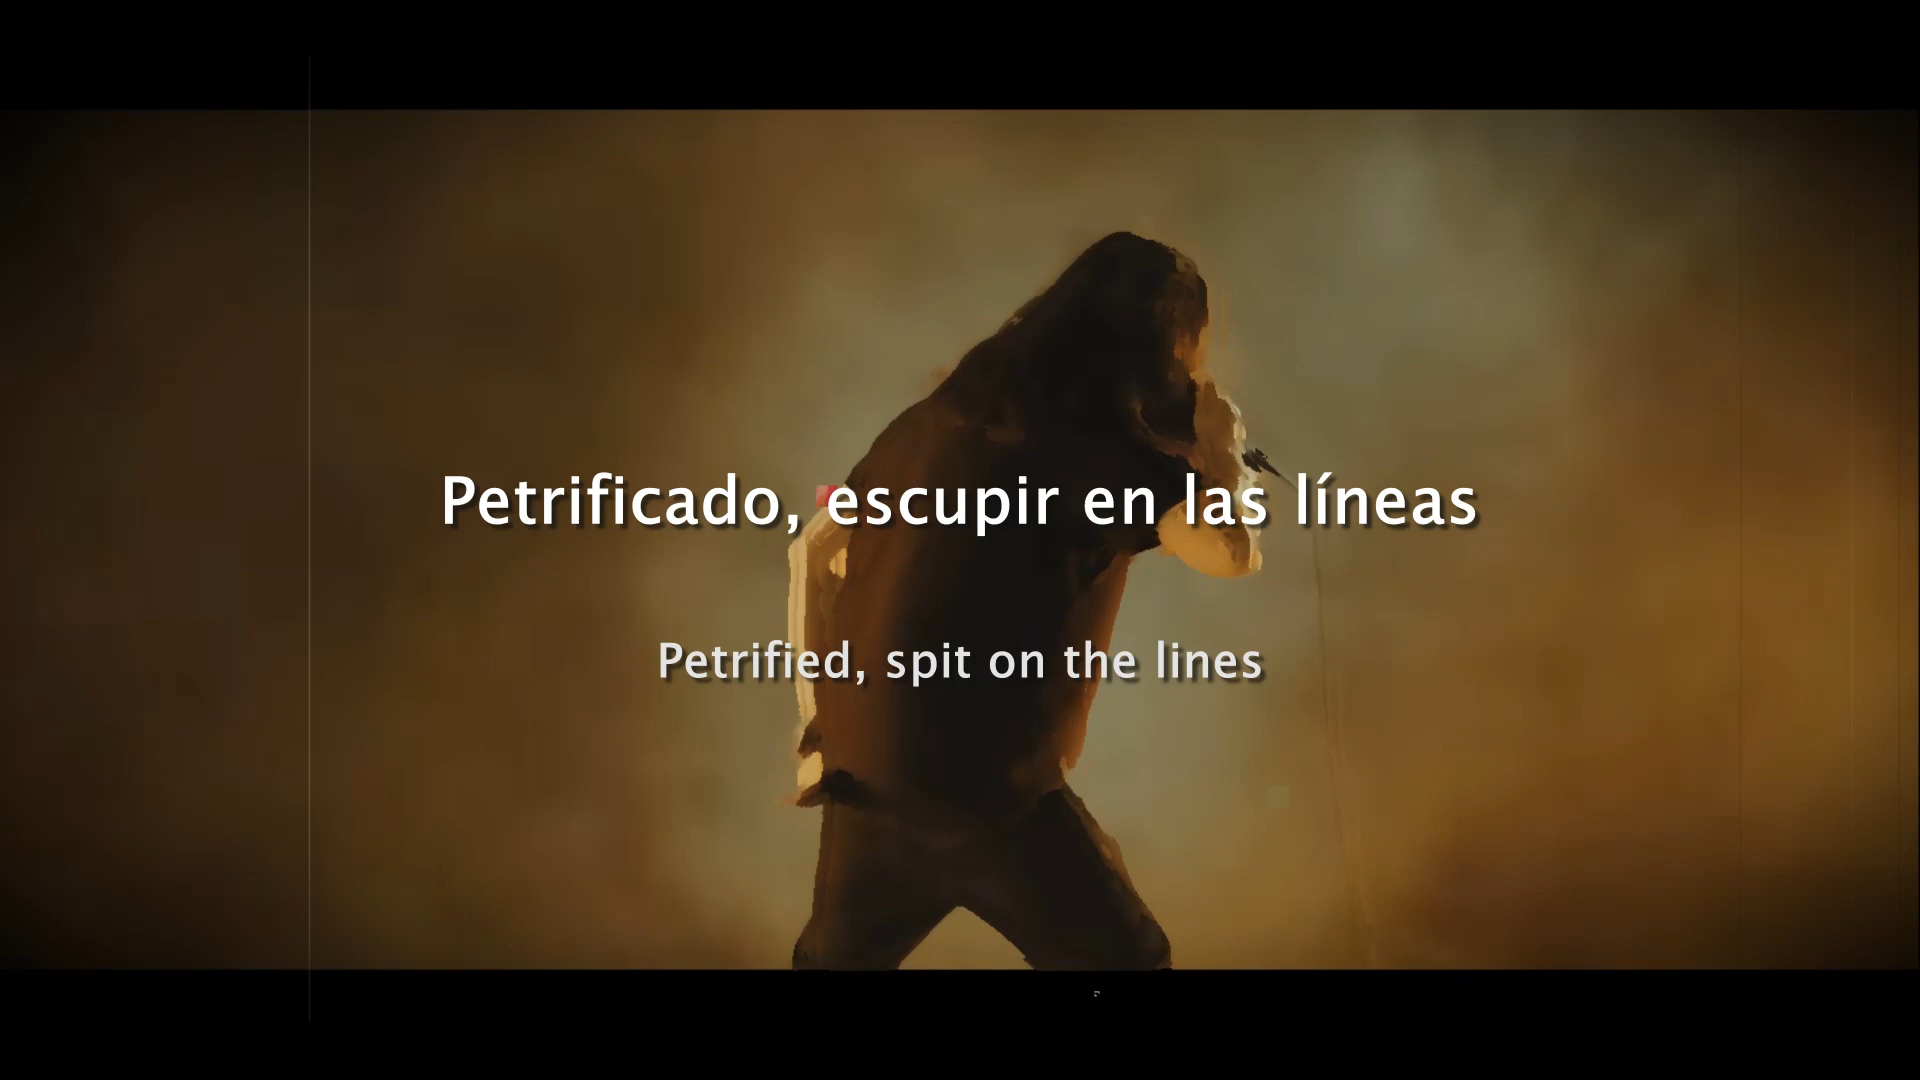 Petrificado, escupir en las líneas
Petrified, spit on the lines